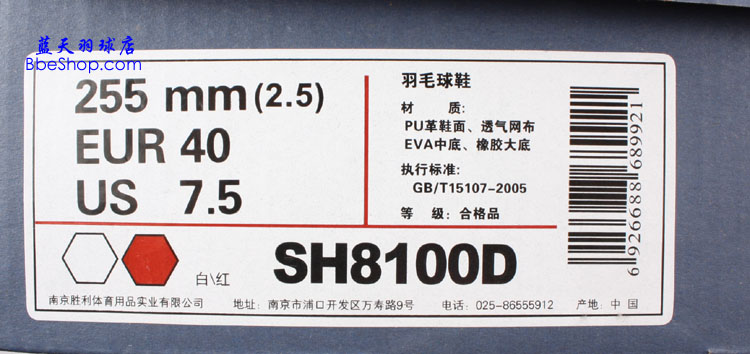 蓝天羽球店
BbeShop.com
255 mm (2.5)
EUR 40
US 7.5
羽毛球鞋
材 质:
PU革鞋面、透气网布
EVA中底、橡胶大底
执行标准:
GB/T15107-2005
等 级:合格品
6 926688 689921
白\红
SH8100D
南京胜利体育用品实业有限公司 地址: 南京市浦口开发区万寿路9号 电话: 025-86555912 产地: 中 国